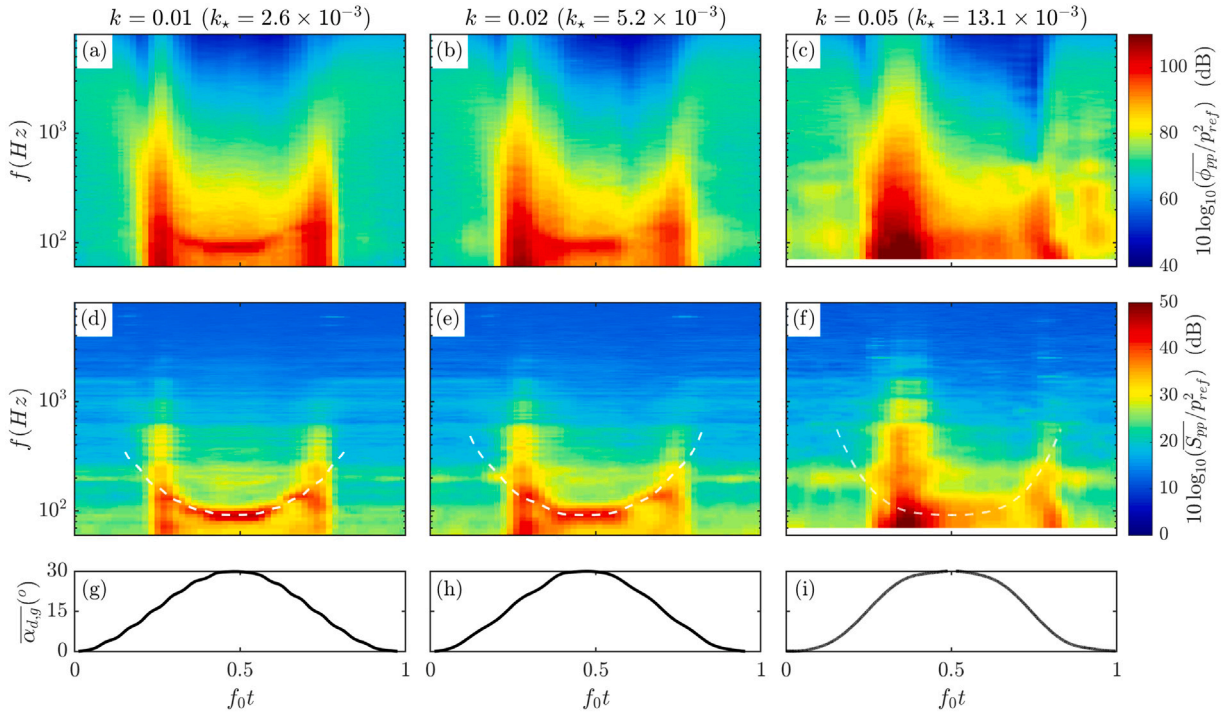 k = 0.01 (k⋆ = 2.6 × 10⁻³) k = 0.02 (k⋆ = 5.2 × 10⁻³) k = 0.05 (k⋆ = 13.1 × 10⁻³)
(a) (b) (c)
10³
10²
f(Hz)
100
80
60
40
10 log₁₀(ϕ̅p̅p̅/p²ref) (dB)
(d) (e) (f)
10³
10²
f(Hz)
50
40
30
20
10
0
10 log₁₀(S̅p̅p̅/p²ref) (dB)
(g) (h) (i)
30
15
0
α̅d,g(°)
0 0.5 1 0 0.5 1 0 0.5 1
f₀t f₀t f₀t